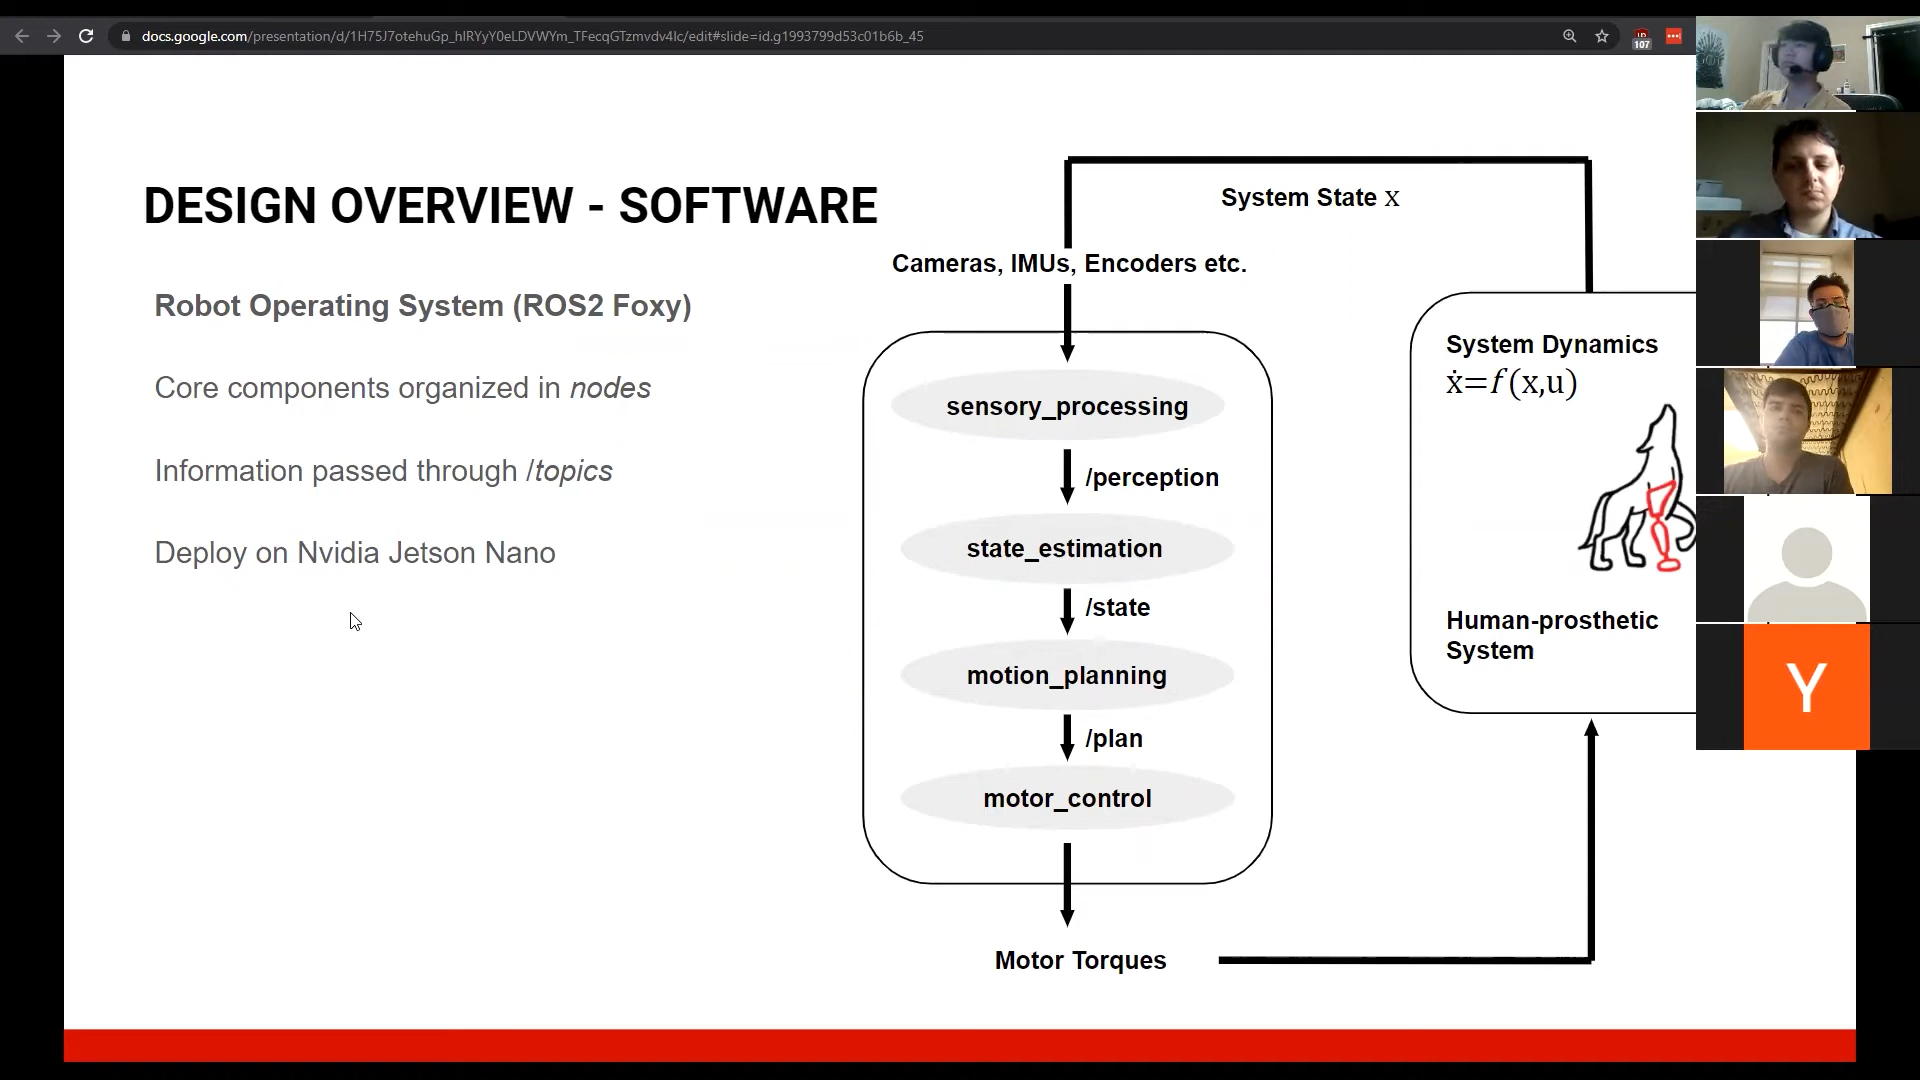 docs.google.com/presentation/d/1H75J7otehuGp_hlRYyY0eLDVWYm_TFecqGTzmvdv4lc/edit#slide=id.g1993799d53c01b6b_45
107
DESIGN OVERVIEW - SOFTWARE
Robot Operating System (ROS2 Foxy)
Core components organized in nodes
Information passed through /topics
Deploy on Nvidia Jetson Nano
System State x
Cameras, IMUs, Encoders etc.
sensory_processing
/perception
state_estimation
/state
motion_planning
/plan
motor_control
Motor Torques
System Dynamics
ẋ=f(x,u)
Human-prosthetic
System
Y